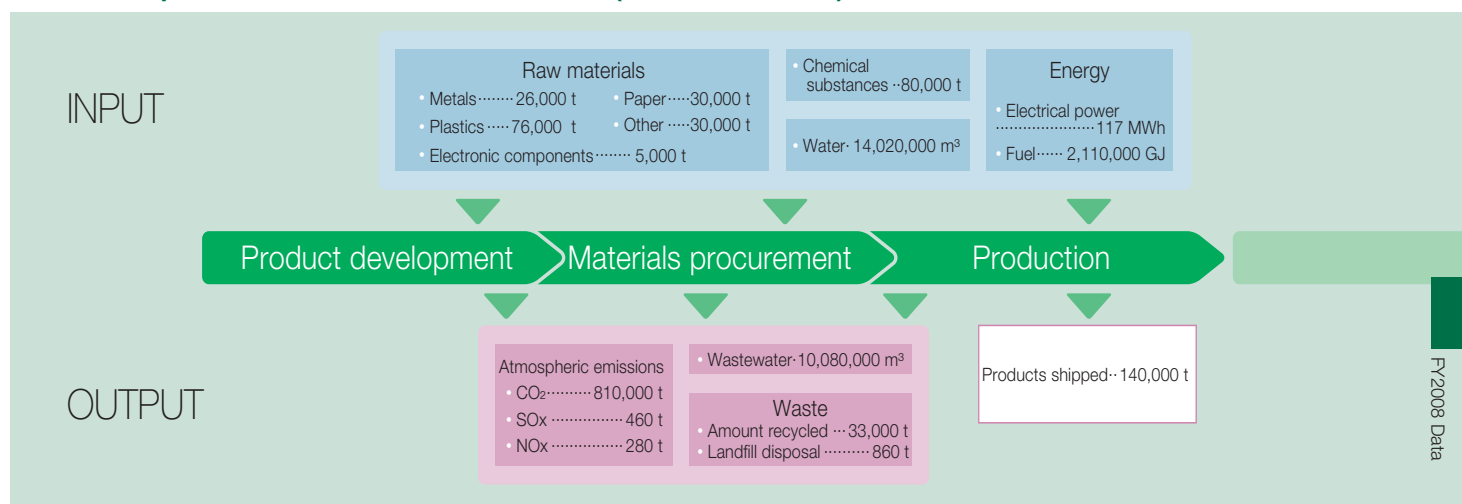 INPUT
Raw materials
• Metals········26,000 t
• Paper·····30,000 t
• Plastics·····76,000 t
• Other·····30,000 t
• Electronic components········ 5,000 t
• Chemical
substances ··80,000 t
• Water· 14,020,000 m³
Energy
• Electrical power
······················117 MWh
• Fuel······ 2,110,000 GJ
Product development
Materials procurement
Production
OUTPUT
Atmospheric emissions
• CO₂··········810,000 t
• SOx ················ 460 t
• NOx ················ 280 t
• Wastewater·10,080,000 m³
Waste
• Amount recycled ···33,000 t
• Landfill disposal ·········· 860 t
Products shipped·· 140,000 t
FY2008 Data